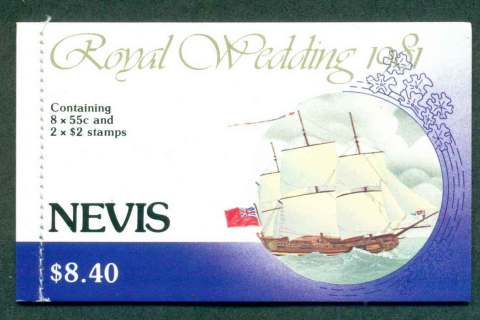 Royal Wedding 1981
Containing
8 × 55c and
2 × $2 stamps
NEVIS
$8.40